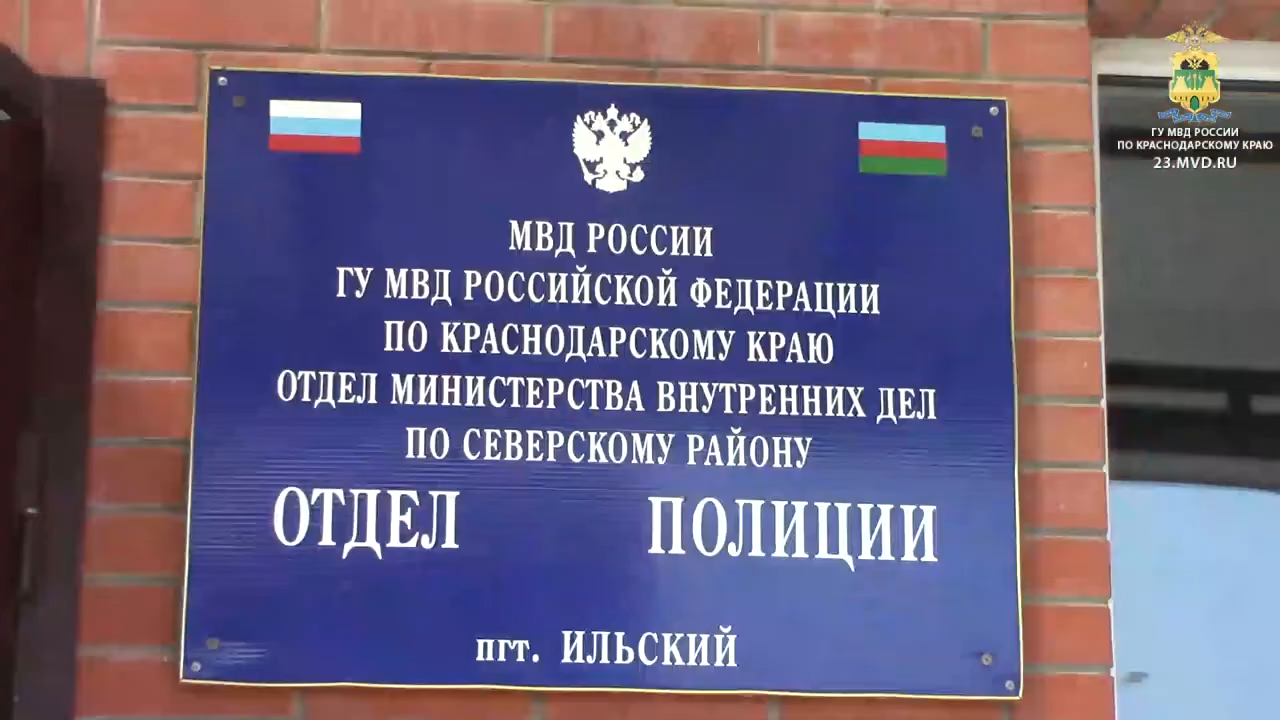 ГУ МВД РОССИИ
ПО КРАСНОДАРСКОМУ КРАЮ
23.MVD.RU
МВД РОССИИ
ГУ МВД РОССИЙСКОЙ ФЕДЕРАЦИИ
ПО КРАСНОДАРСКОМУ КРАЮ
ОТДЕЛ МИНИСТЕРСТВА ВНУТРЕННИХ ДЕЛ
ПО СЕВЕРСКОМУ РАЙОНУ
ОТДЕЛ ПОЛИЦИИ
пгт. ИЛЬСКИЙ